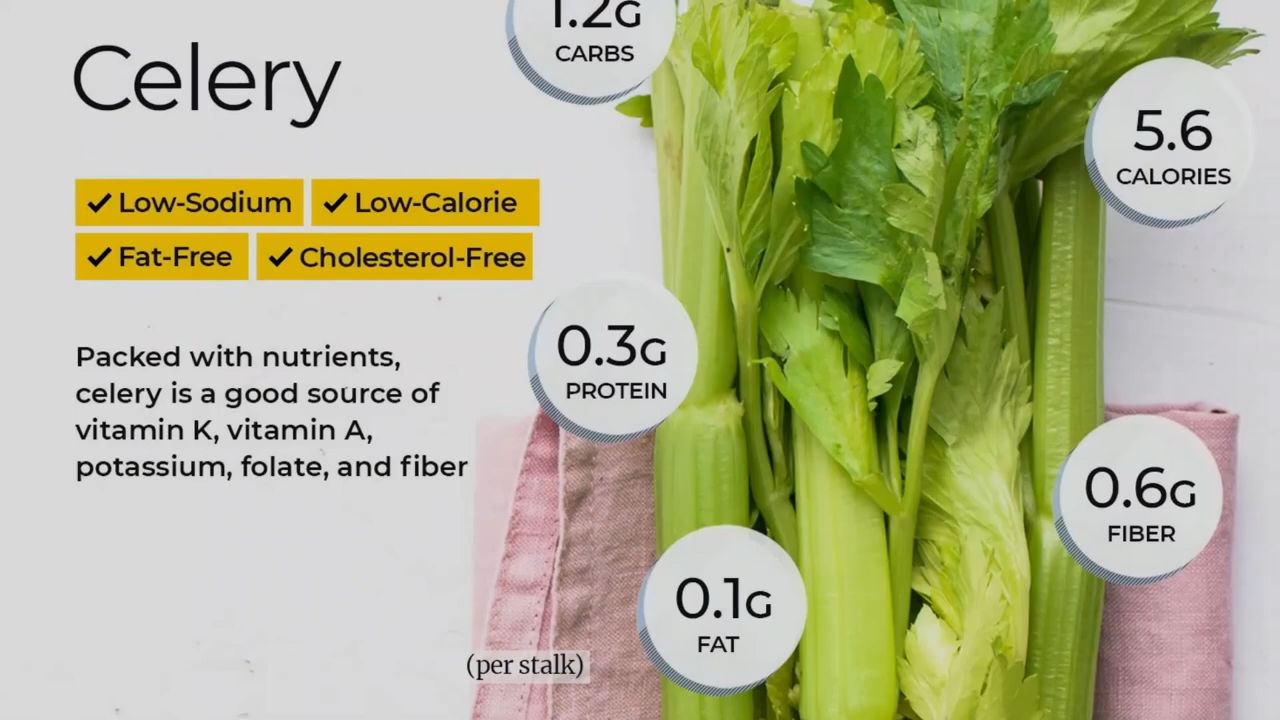 1.2G
CARBS
Celery
5.6
CALORIES
✓ Low-Sodium ✓ Low-Calorie
✓ Fat-Free ✓ Cholesterol-Free
0.3G
PROTEIN
Packed with nutrients,
celery is a good source of
vitamin K, vitamin A,
potassium, folate, and fiber
0.6G
FIBER
0.1G
FAT
(per stalk)